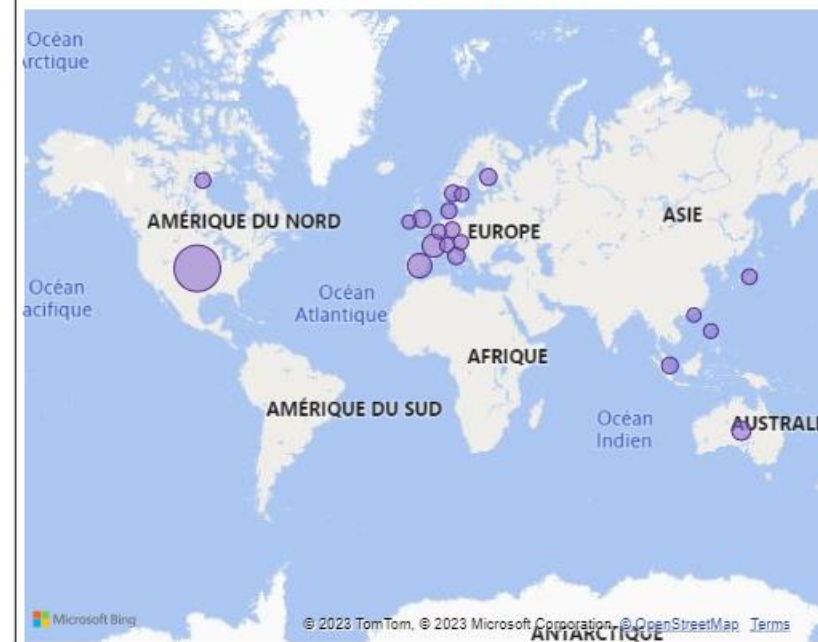 Océan
rctique
AMÉRIQUE DU NORD
ASIE
EUROPE
Océan
acifique
Océan
Atlantique
AFRIQUE
AMÉRIQUE DU SUD
Océan
Indien
AUSTRALI
Microsoft Bing
© 2023 TomTom, © 2023 Microsoft Corporation, © OpenStreetMap Terms
ANTARCTIQUE